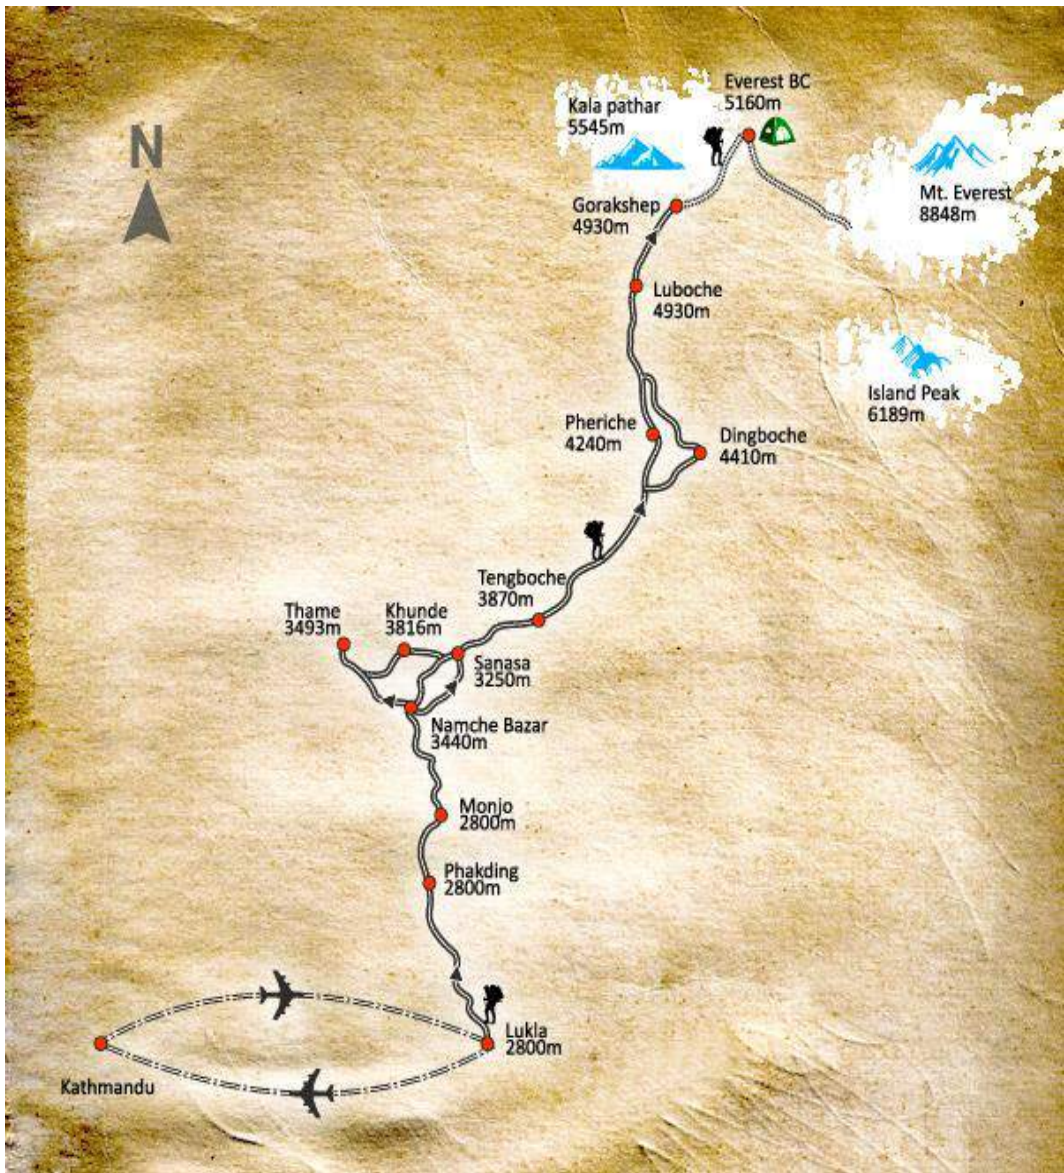 Everest BC
5160m
Kala pathar
5545m
N
Mt. Everest
8848m
Gorakshep
4930m
Luboche
4930m
Island Peak
6189m
Pheriche
4240m
Dingboche
4410m
Tengboche
3870m
Thame
3493m
Khunde
3816m
Sanasa
3250m
Namche Bazar
3440m
Monjo
2800m
Phakding
2800m
Lukla
2800m
Kathmandu